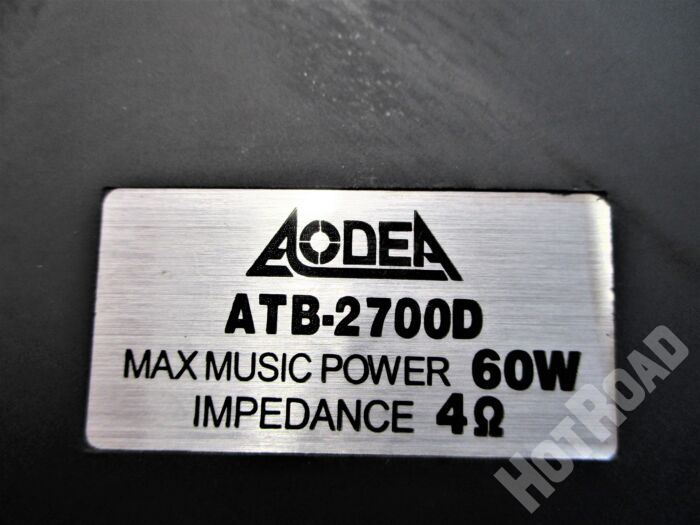 AODEA
ATB-2700D
MAX MUSIC POWER 60W
IMPEDANCE 4Ω
HOTROAD